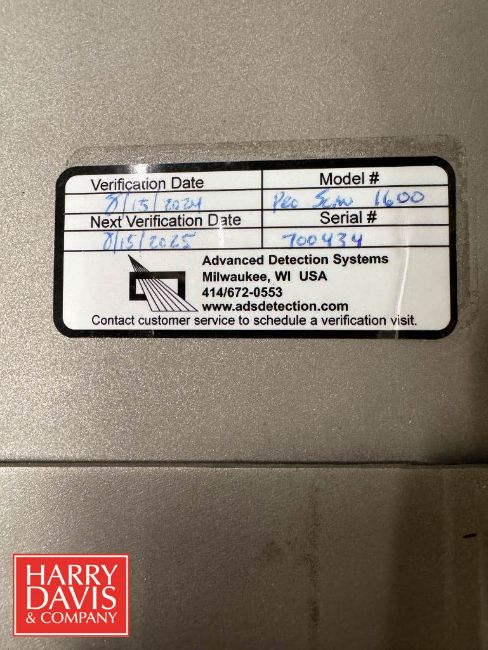 Verification Date Model #
8/15/2024 Pro Scan 1600
Next Verification Date Serial #
8/15/2025 700434
Advanced Detection Systems
Milwaukee, WI USA
414/672-0553
www.adsdetection.com
Contact customer service to schedule a verification visit.
HARRY
DAVIS
& COMPANY